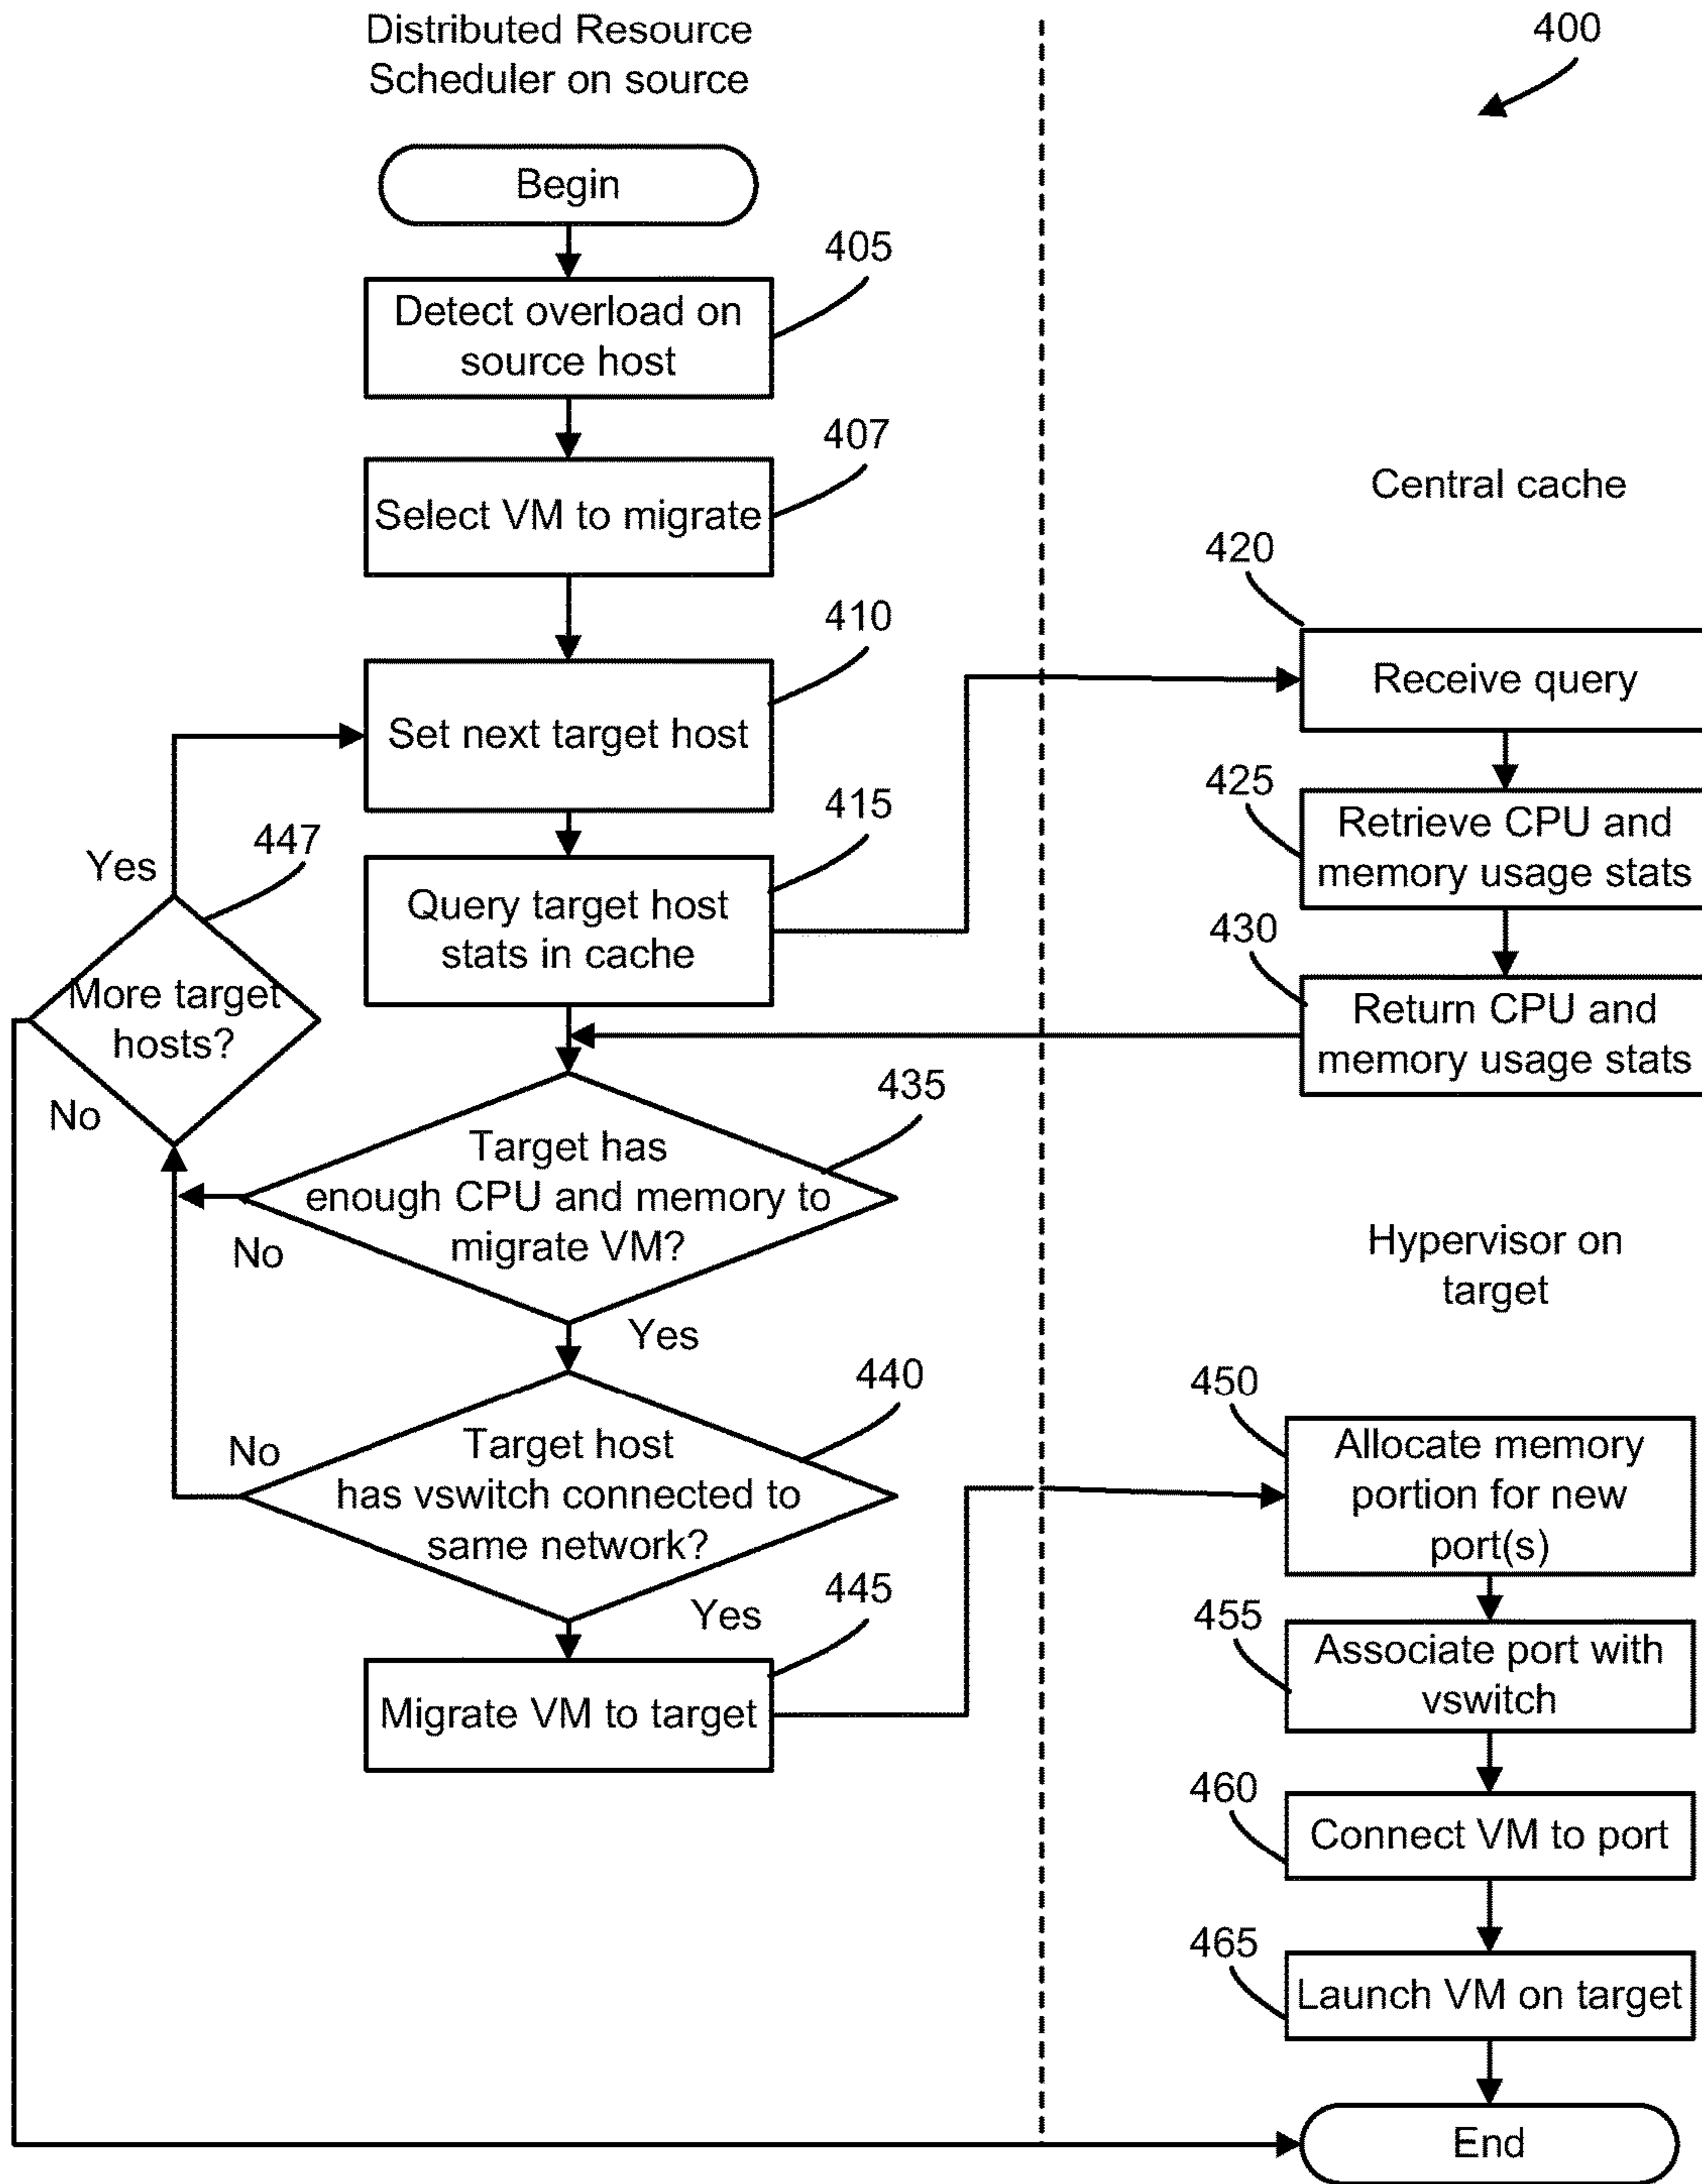 Distributed Resource
Scheduler on source
400
Begin
405
Detect overload on
source host
407
Select VM to migrate
Central cache
420
410
Receive query
Set next target host
415
425
Retrieve CPU and
memory usage stats
447
Yes
Query target host
stats in cache
430
More target
hosts?
Return CPU and
memory usage stats
No
435
Target has
enough CPU and memory to
migrate VM?
No
Hypervisor on
target
Yes
440
450
Target host
has vswitch connected to
same network?
No
Allocate memory
portion for new
port(s)
445
Yes
455
Associate port with
vswitch
Migrate VM to target
460
Connect VM to port
465
Launch VM on target
End